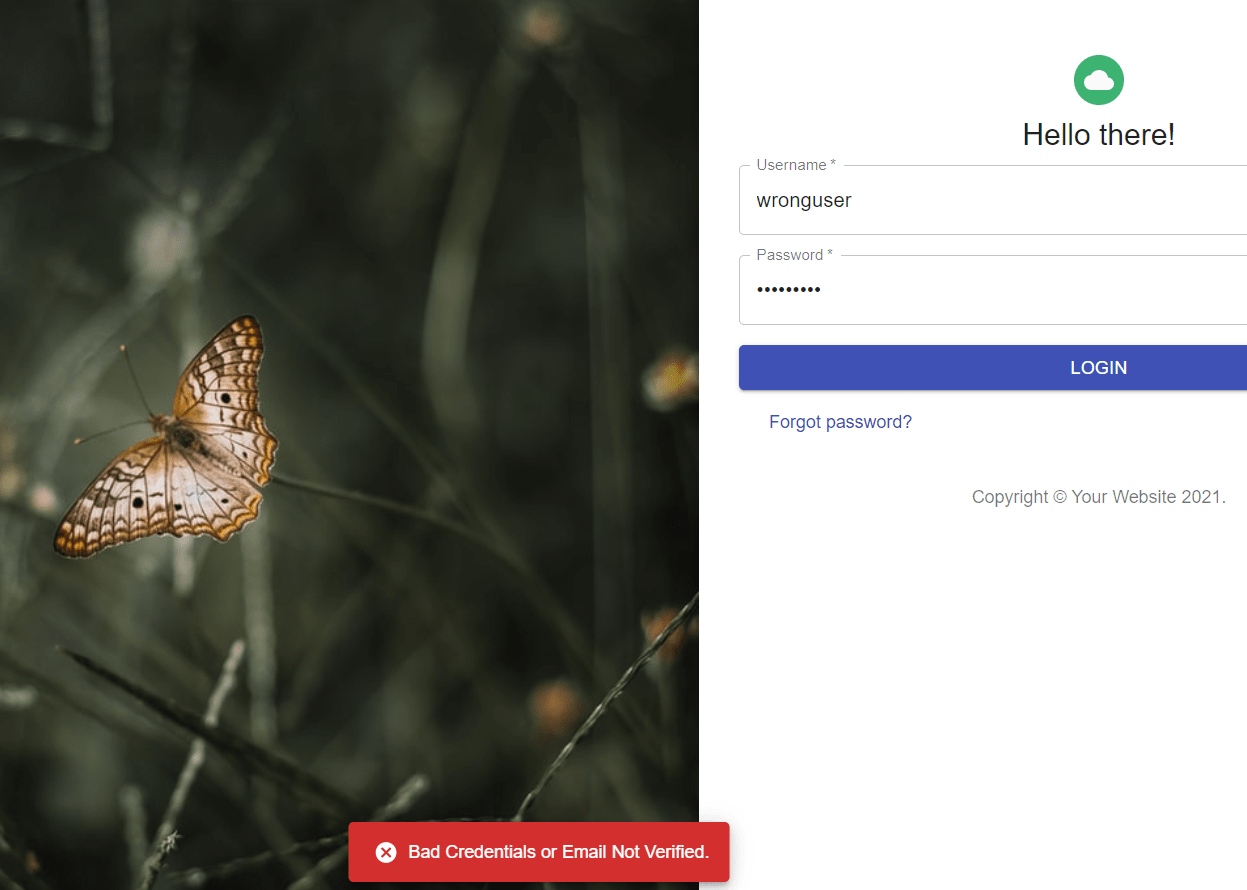 Hello there!
Username *
wronguser
Password *
•••••••••
LOGIN
Forgot password?
Copyright © Your Website 2021.
Bad Credentials or Email Not Verified.